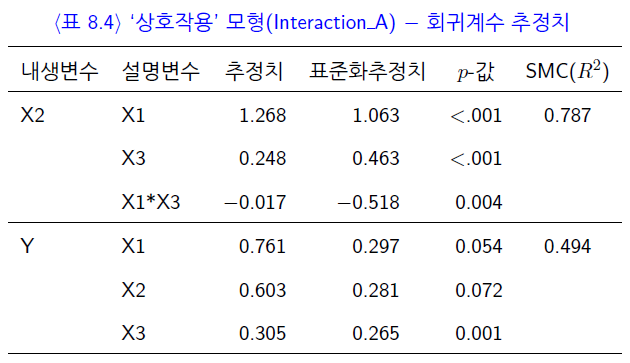 ⟨표 8.4⟩ ‘상호작용’ 모형(Interaction_A) − 회귀계수 추정치
내생변수 설명변수 추정치 표준화추정치 p-값 SMC(R²)
X2 X1 1.268 1.063 <.001 0.787
X3 0.248 0.463 <.001
X1*X3 −0.017 −0.518 0.004
Y X1 0.761 0.297 0.054 0.494
X2 0.603 0.281 0.072
X3 0.305 0.265 0.001